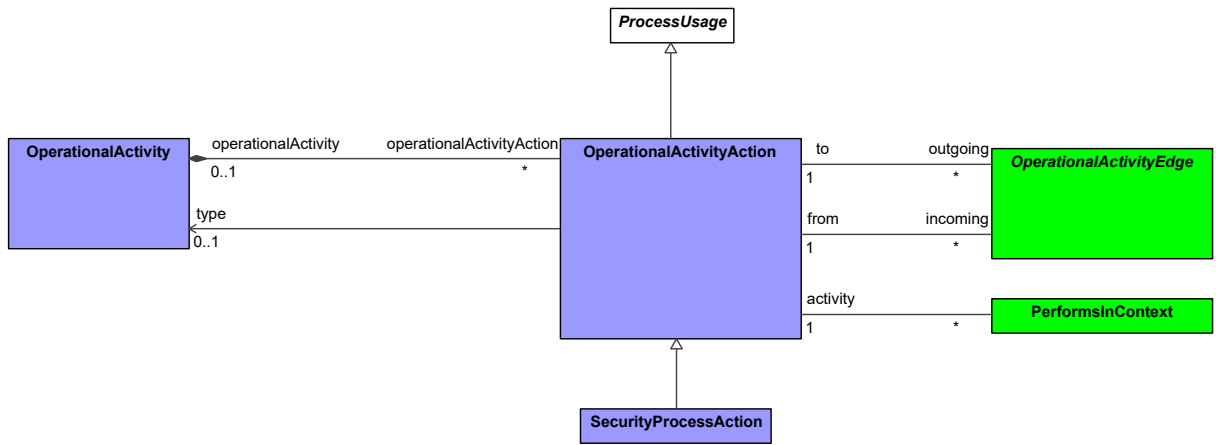 ProcessUsage
OperationalActivity
operationalActivity
operationalActivityAction
0..1
*
type
0..1
OperationalActivityAction
to
outgoing
1
*
from
incoming
1
*
activity
1
*
OperationalActivityEdge
PerformsInContext
SecurityProcessAction